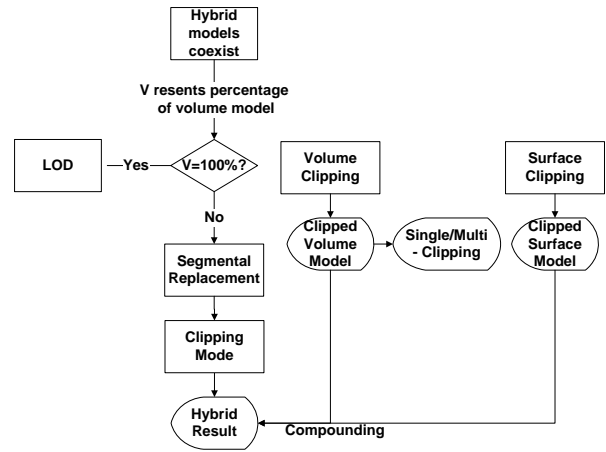 Hybrid
models
coexist
V resents percentage
of volume model
LOD
Yes
V=100%?
Volume
Clipping
Surface
Clipping
No
Clipped
Volume
Model
Single/Multi
- Clipping
Clipped
Surface
Model
Segmental
Replacement
Clipping
Mode
Hybrid
Result
Compounding